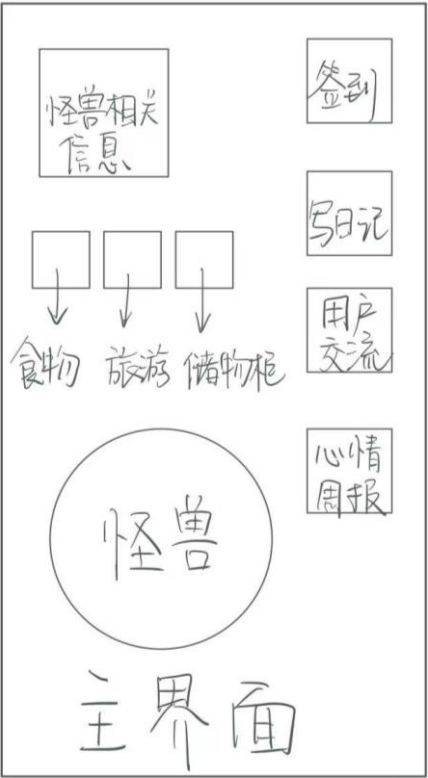 怪兽相关
信息
签到
写日记
食物 旅游 储物柜
用户
交流
心情
周报
怪兽
主界面